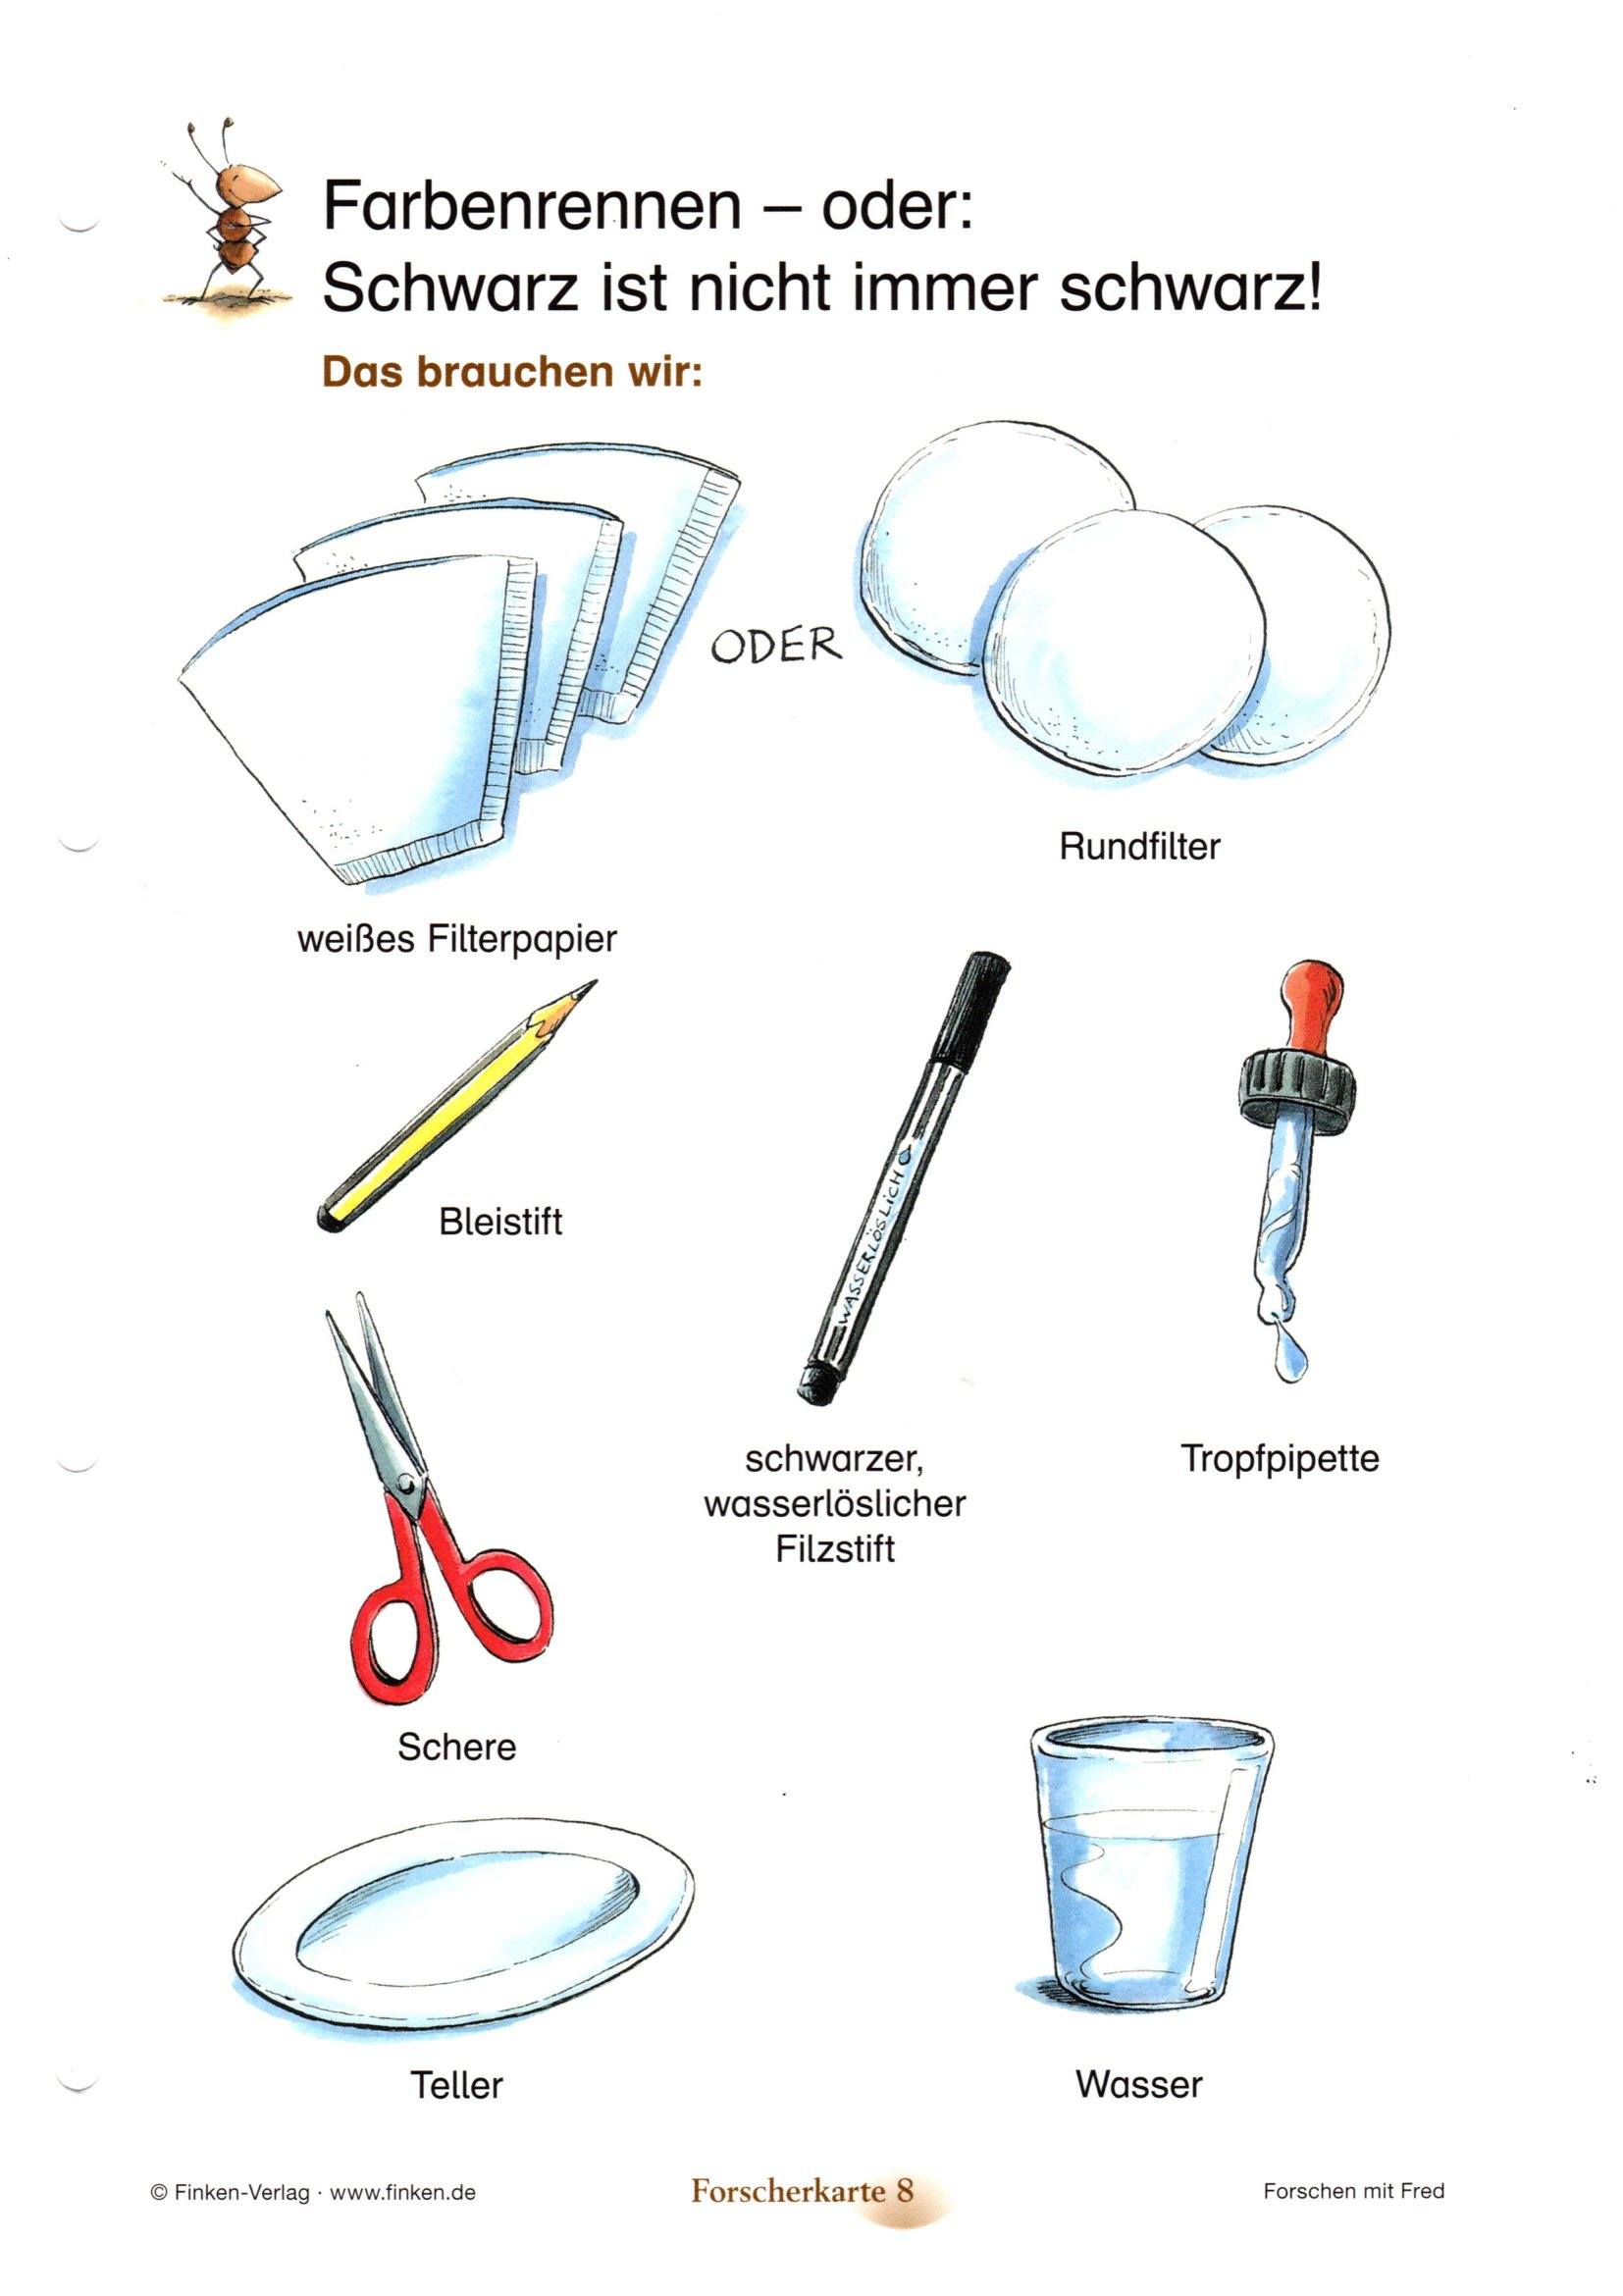 Farbenrennen – oder:
Schwarz ist nicht immer schwarz!
Das brauchen wir:
ODER
Rundfilter
weißes Filterpapier
Bleistift
WASSERLÖSLICH
schwarzer,
wasserlöslicher
Filzstift
Tropfpipette
Schere
Teller
Wasser
© Finken-Verlag · www.finken.de
Forscherkarte 8
Forschen mit Fred